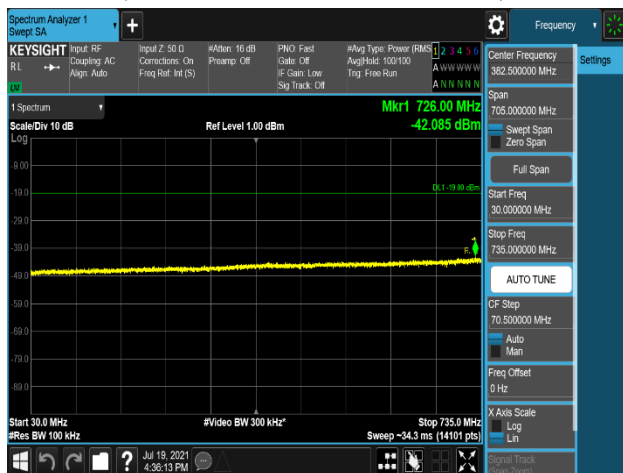 Spectrum Analyzer 1
Swept SA
Frequency
KEYSIGHT
Input: RF
Input Z: 50 Ω
#Atten: 16 dB
PNO: Fast
#Avg Type: Power (RMS
1 2 3 4 5 6
R L
Coupling: AC
Corrections: On
Preamp: Off
Gate: Off
Avg|Hold: 100/100
A W W W W W
Align: Auto
Freq Ref: Int (S)
IF Gain: Low
Trig: Free Run
Sig Track: Off
A N N N N N
LXI
Center Frequency
382.500000 MHz
Settings
1 Spectrum
Mkr1 726.00 MHz
Scale/Div 10 dB
Ref Level 1.00 dBm
-42.085 dBm
Log
-9.00
-19.0
-29.0
-39.0
-49.0
-59.0
-69.0
-79.0
-89.0
DL1 -19.00 dBm
1
Start 30.0 MHz
#Video BW 300 kHz*
Stop 735.0 MHz
#Res BW 100 kHz
Sweep ~34.3 ms (14101 pts)
Span
705.000000 MHz
Swept Span
Zero Span
Full Span
Start Freq
30.000000 MHz
Stop Freq
735.000000 MHz
AUTO TUNE
CF Step
70.500000 MHz
Auto
Man
Freq Offset
0 Hz
X Axis Scale
Log
Lin
Signal Track
(Span Zoom)
?
Jul 19, 2021
4:36:13 PM